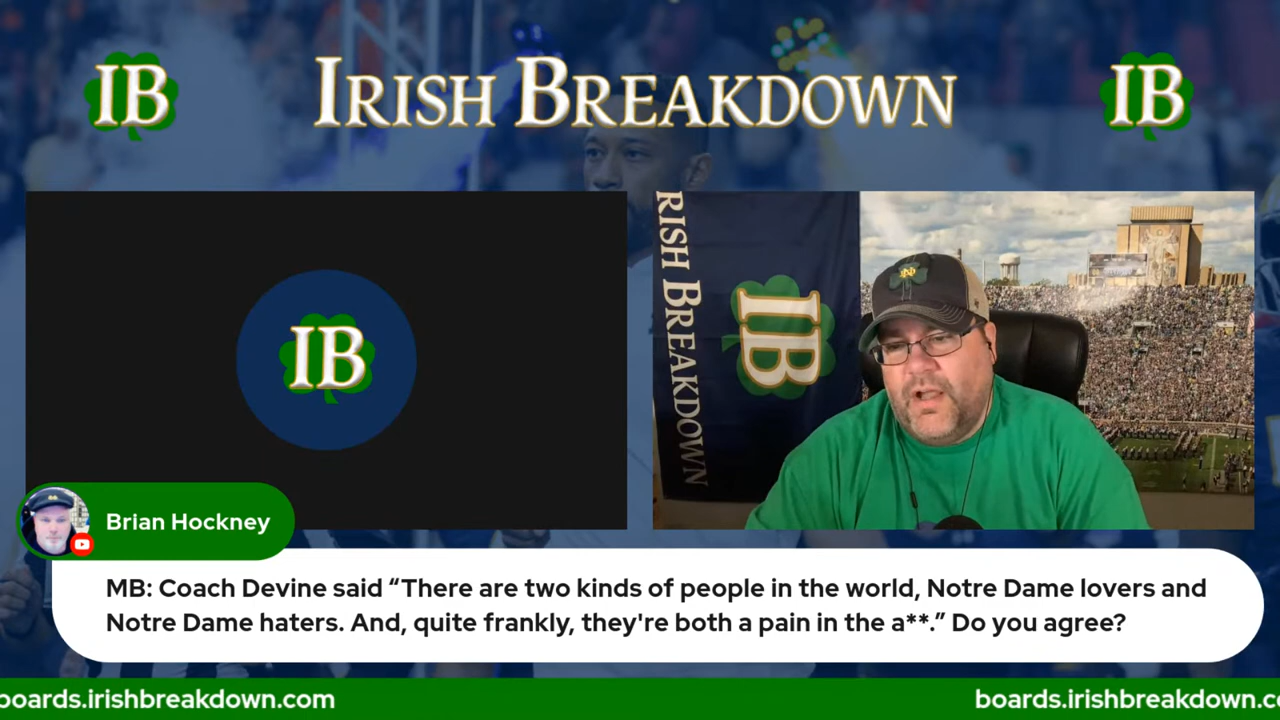 IB
IRISH BREAKDOWN
IB
IB
RISH BREAKDOWN
IB
Brian Hockney
MB: Coach Devine said “There are two kinds of people in the world, Notre Dame lovers and
Notre Dame haters. And, quite frankly, they're both a pain in the a**.” Do you agree?
boards.irishbreakdown.com
boards.irishbreakdown.co